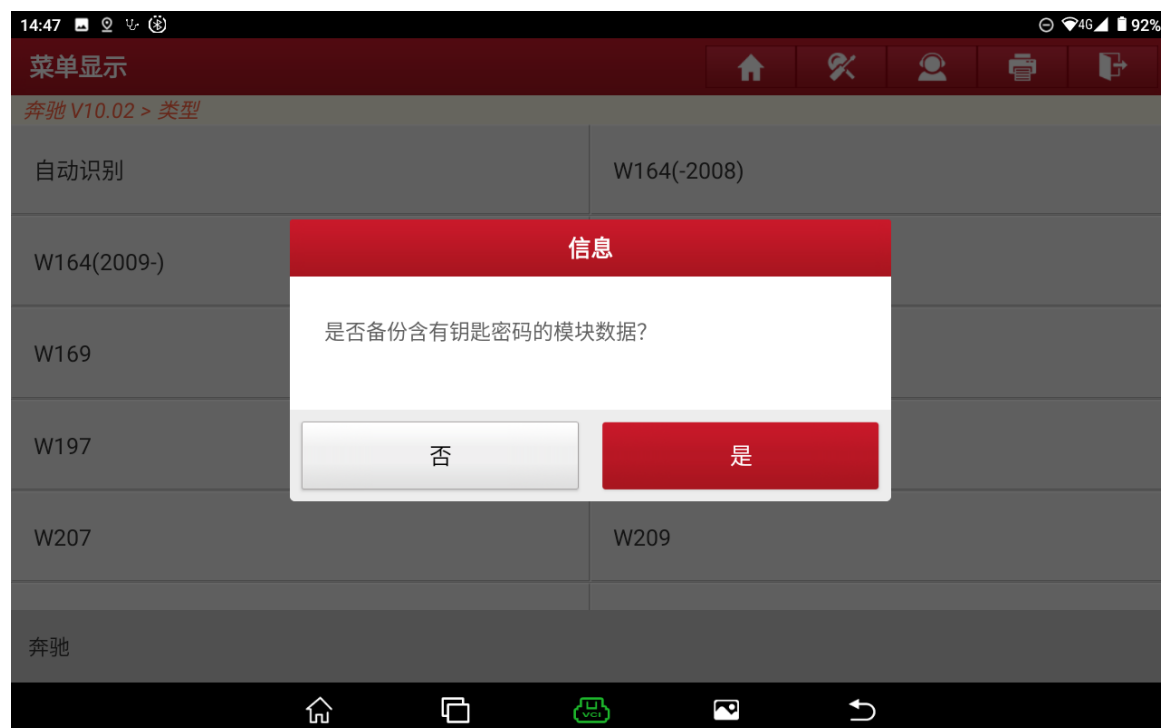 14:47 4G 92%
菜单显示
奔驰 V10.02 > 类型
自动识别 W164(-2008)
W164(2009-)
信息
是否备份含有钥匙密码的模块数据?
W169
W197
否 是
W207 W209
奔驰
VCI